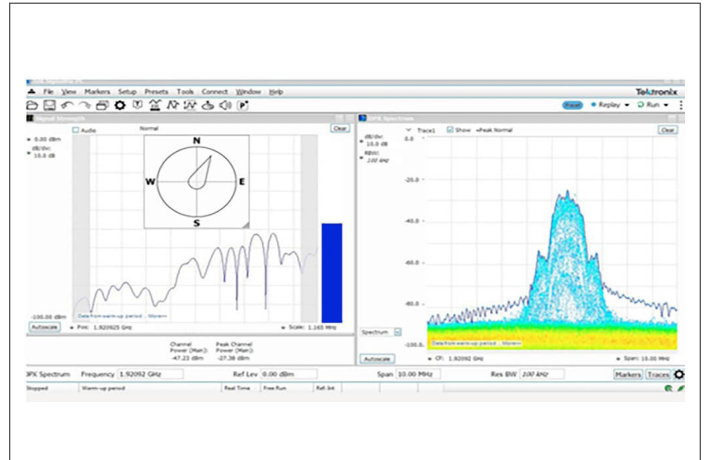 File View Markers Setup Presets Tools Connect Window Help
Tektronix
Preset Replay Run
Signal Strength
DPX Spectrum
Audio
Normal
Clear
0.00 dBm
dB/div:
10.0 dB
N
W E
S
-100.00 dBm
Data from warm-up period : More>>
Autoscale
Pos: 1.920925 GHz
Scale: 1.165 MHz
Channel Power (Main):
-47.23 dBm
Peak Channel Power (Main):
-27.38 dBm
Trace1 Show +Peak Normal
Clear
dB/div:
10.0 dB
RBW:
100 kHz
0.0
-20.0
-40.0
-60.0
-80.0
-100.0
Data from warm-up period : More>>
Spectrum
Autoscale
CF: 1.92092 GHz
Span: 10.00 MHz
DPX Spectrum Frequency 1.92092 GHz Ref Lev 0.00 dBm Span 10.00 MHz Res BW 200 kHz Markers Traces
Stopped Warm-up period Real Time Free Run Ref: Int